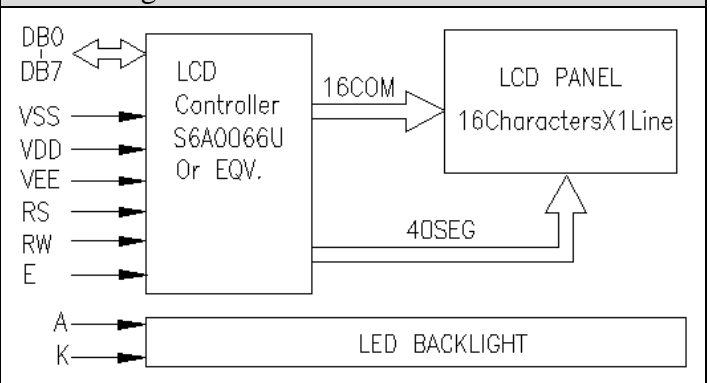 DB0
DB7
VSS
VDD
VEE
RS
RW
E
LCD
Controller
S6A0066U
Or EQV.
16COM
40SEG
LCD PANEL
16CharactersX1Line
A
K
LED BACKLIGHT